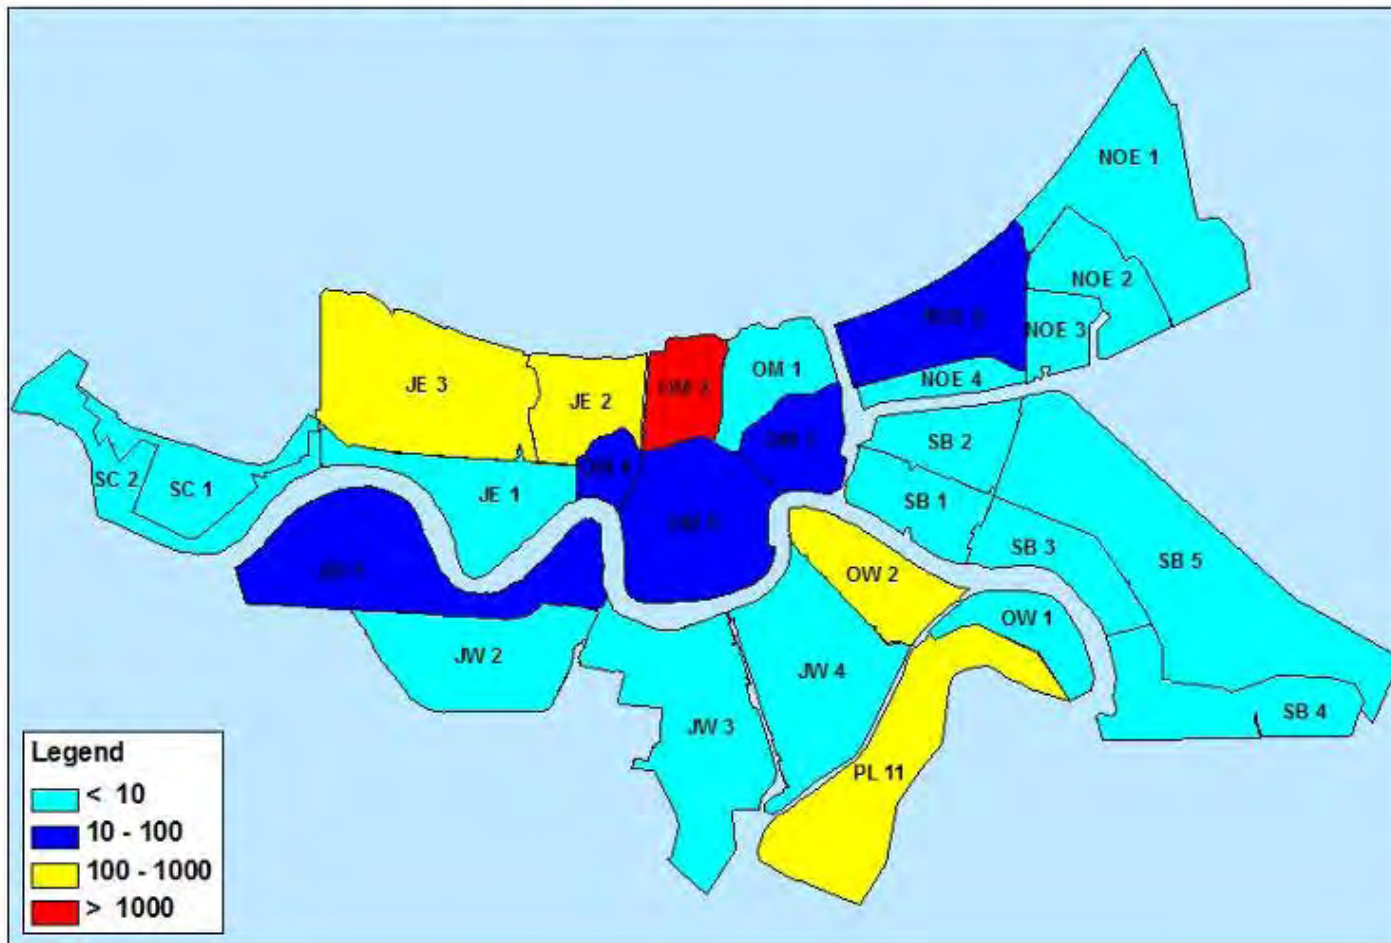 NOE 1
NOE 2
NOE 3
NOE 4
OM 1
OM
JE 3
JE 2
SB 2
SC 2
SC 1
JE 1
SB 1
SB 3
SB 5
OW 2
OW 1
JW 2
JW 4
JW 3
SB 4
PL 11
Legend
< 10
10 - 100
100 - 1000
> 1000